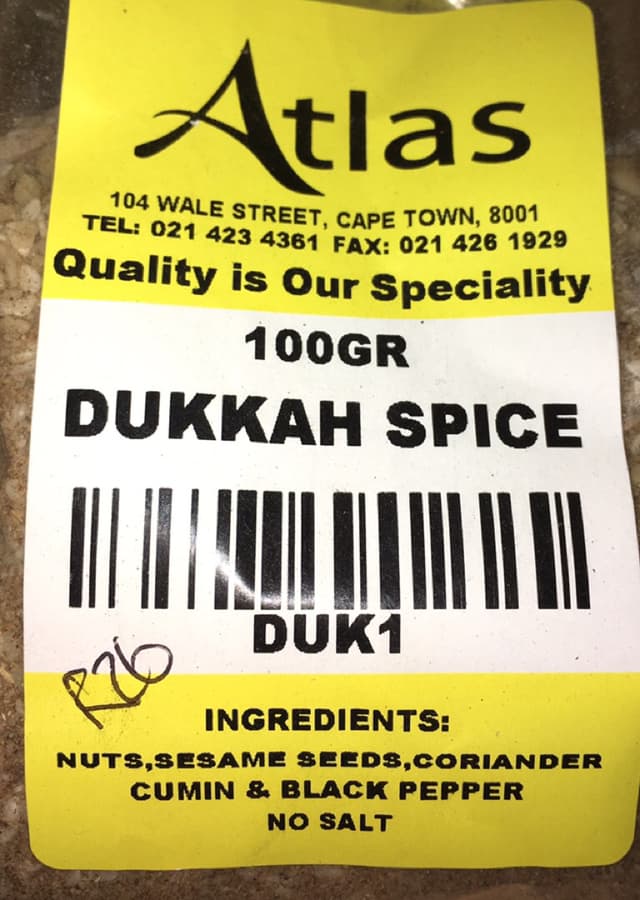 Atlas
104 WALE STREET, CAPE TOWN, 8001
TEL: 021 423 4361 FAX: 021 426 1929
Quality is Our Speciality
100GR
DUKKAH SPICE
DUK1
R26
INGREDIENTS:
NUTS,SESAME SEEDS,CORIANDER
CUMIN & BLACK PEPPER
NO SALT